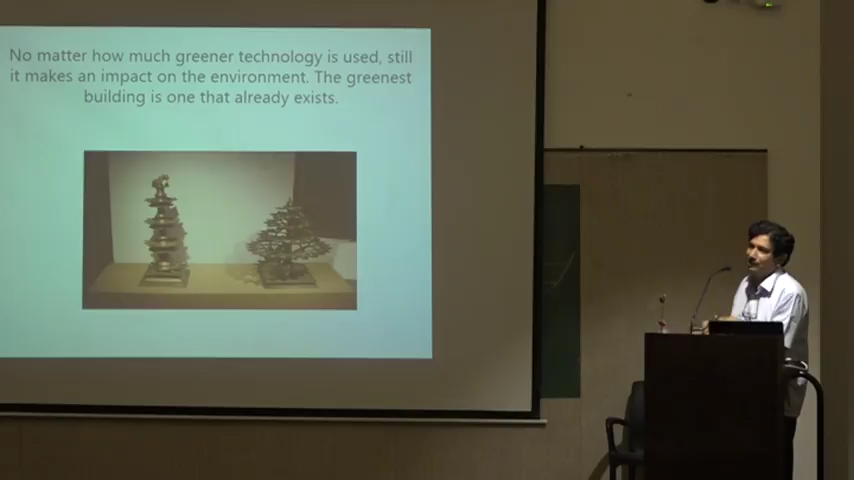 No matter how much greener technology is used, still
it makes an impact on the environment. The greenest
building is one that already exists.